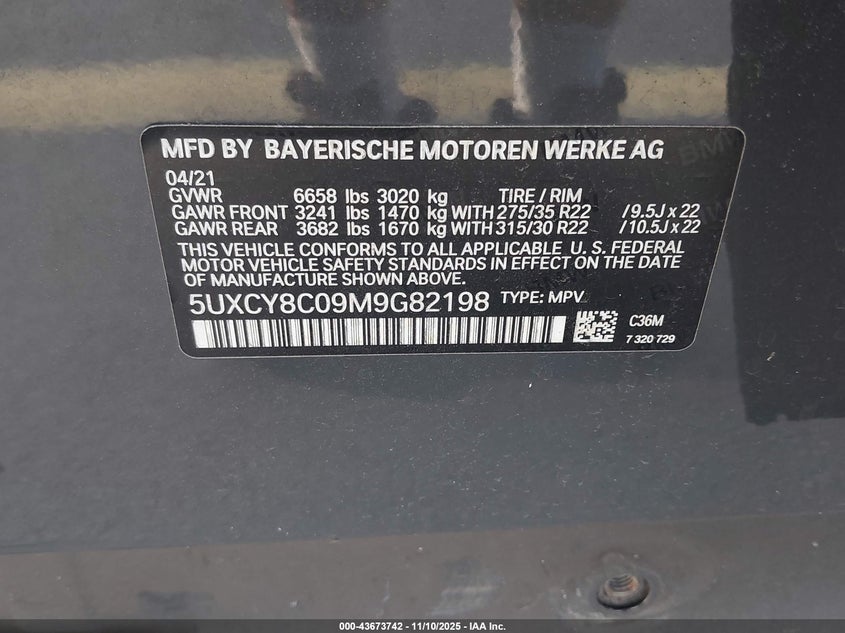 MFD BY BAYERISCHE MOTOREN WERKE AG
04/21
GVWR 6658 lbs 3020 kg TIRE / RIM
GAWR FRONT 3241 lbs 1470 kg WITH 275/35 R22 / 9.5J x 22
GAWR REAR 3682 lbs 1670 kg WITH 315/30 R22 / 10.5J x 22
THIS VEHICLE CONFORMS TO ALL APPLICABLE U. S. FEDERAL
MOTOR VEHICLE SAFETY STANDARDS IN EFFECT ON THE DATE
OF MANUFACTURE SHOWN ABOVE.
5UXCY8C09M9G82198 TYPE: MPV
C36M
7 320 729
000-43673742 — 11/10/2025 — IAA Inc.